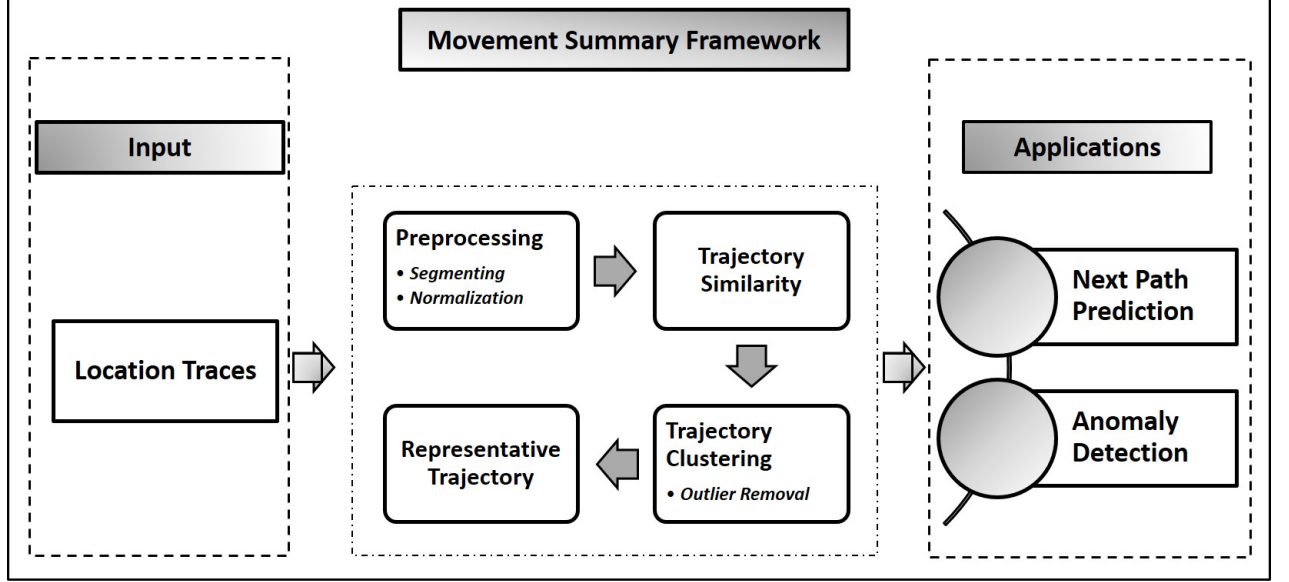 Movement Summary Framework
Input
Location Traces
Preprocessing
• Segmenting
• Normalization
Trajectory
Similarity
Trajectory
Clustering
• Outlier Removal
Representative
Trajectory
Applications
Next Path
Prediction
Anomaly
Detection